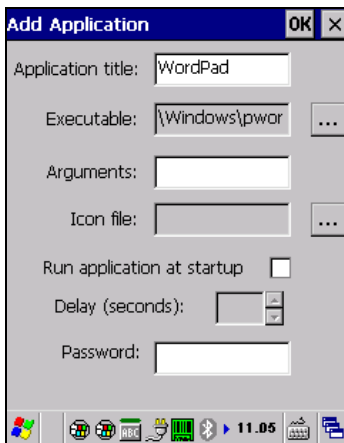 Add Application OK
Application title: WordPad
Executable: \Windows\pwor ...
Arguments:
Icon file: ...
Run application at startup
Delay (seconds):
Password:
ABC 11.05